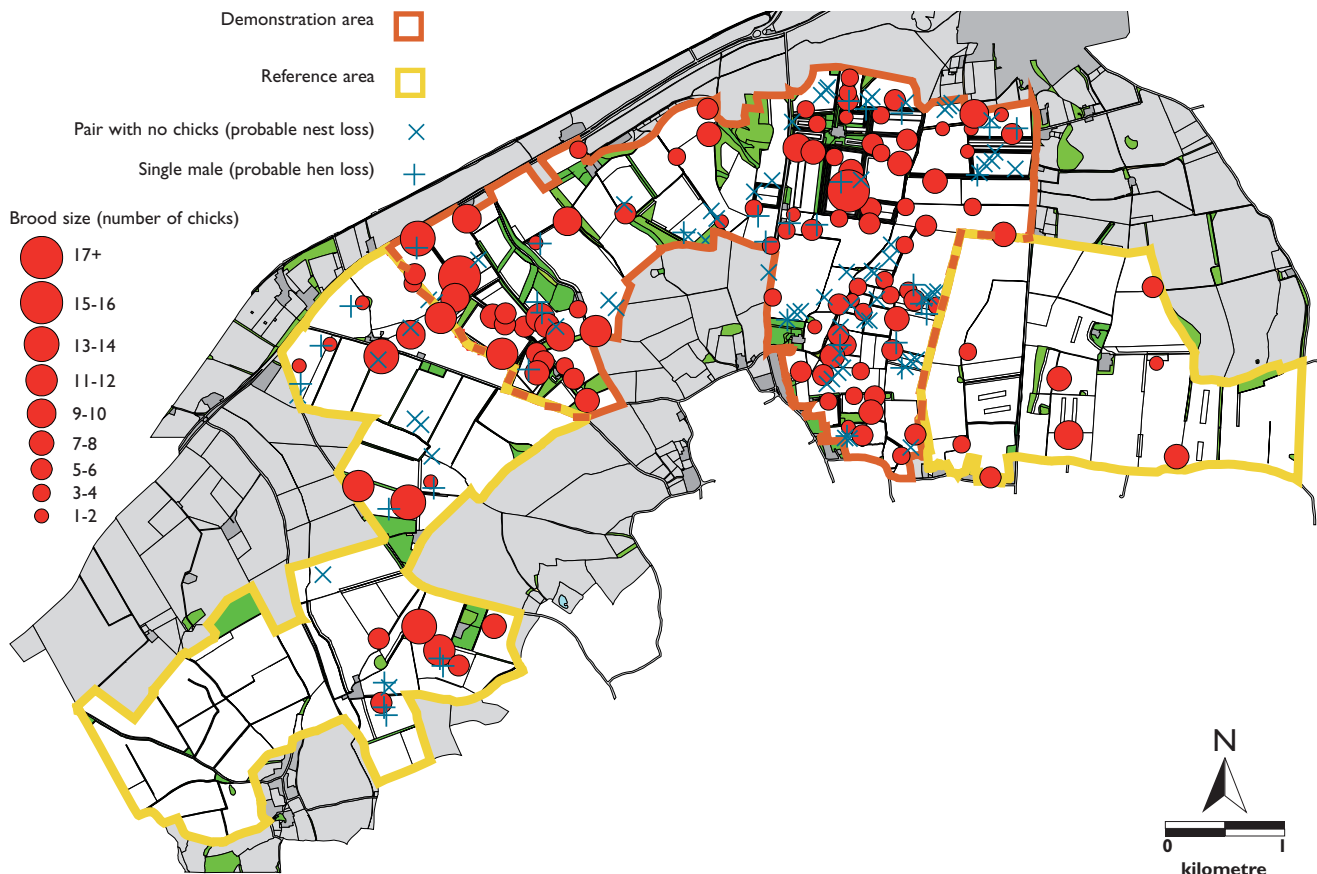 Demonstration area
Reference area
Pair with no chicks (probable nest loss)
Single male (probable hen loss)
Brood size (number of chicks)
17+
15-16
13-14
11-12
9-10
7-8
5-6
3-4
1-2
N
0 1
kilometre